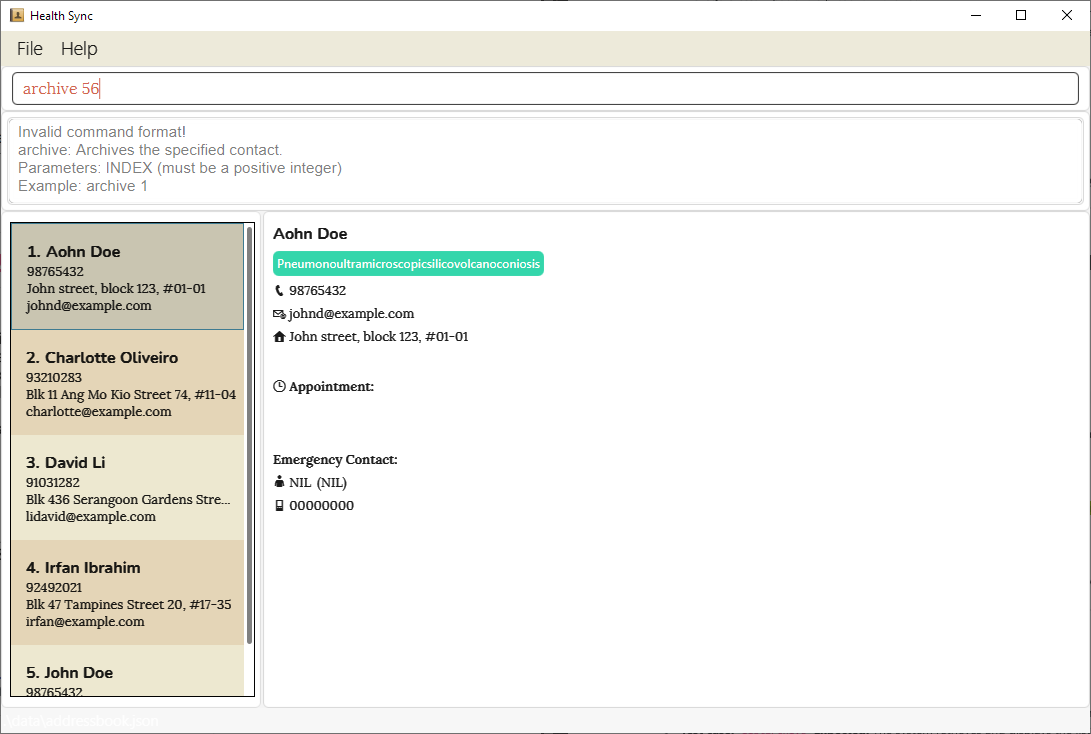 Health Sync
File Help
archive 56
Invalid command format!
archive: Archives the specified contact.
Parameters: INDEX (must be a positive integer)
Example: archive 1
1. Aohn Doe
98765432
John street, block 123, #01-01
johnd@example.com
2. Charlotte Oliveiro
93210283
Blk 11 Ang Mo Kio Street 74, #11-04
charlotte@example.com
3. David Li
91031282
Blk 436 Serangoon Gardens Stre...
lidavid@example.com
4. Irfan Ibrahim
92492021
Blk 47 Tampines Street 20, #17-35
irfan@example.com
5. John Doe
98765432
Aohn Doe
Pneumonoultramicroscopicsilicovolcanoconiosis
98765432
johnd@example.com
John street, block 123, #01-01
Appointment:
Emergency Contact:
NIL (NIL)
00000000
.\data\addressbook.json